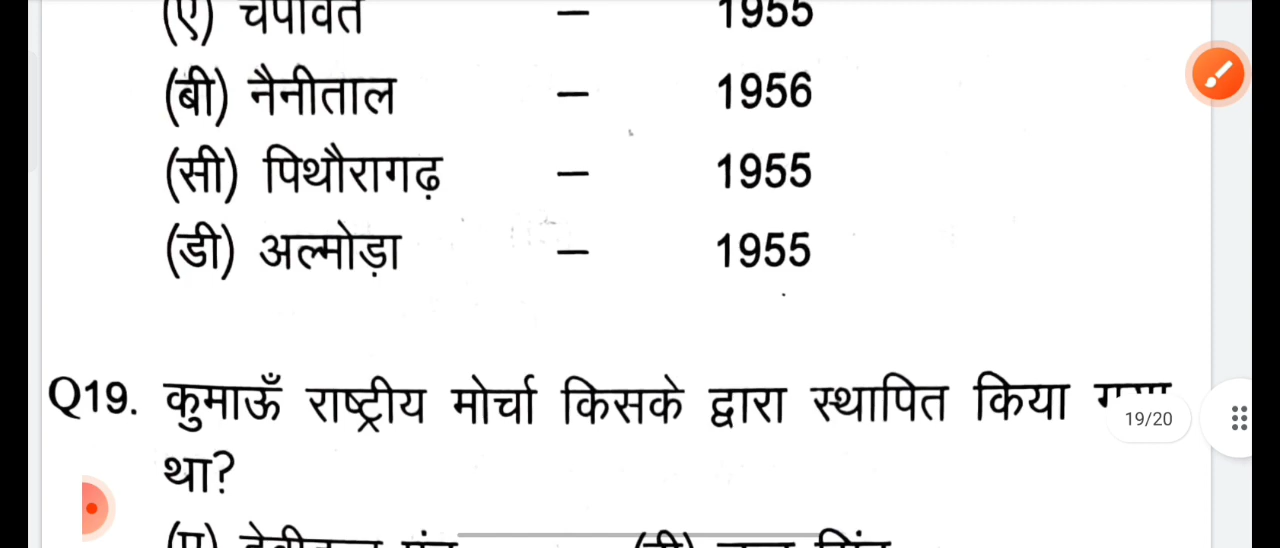 (ए) चंपावत – 1955
(बी) नैनीताल – 1956
(सी) पिथौरागढ़ – 1955
(डी) अल्मोड़ा – 1955
Q19. कुमाऊँ राष्ट्रीय मोर्चा किसके द्वारा स्थापित किया
19/20
था?